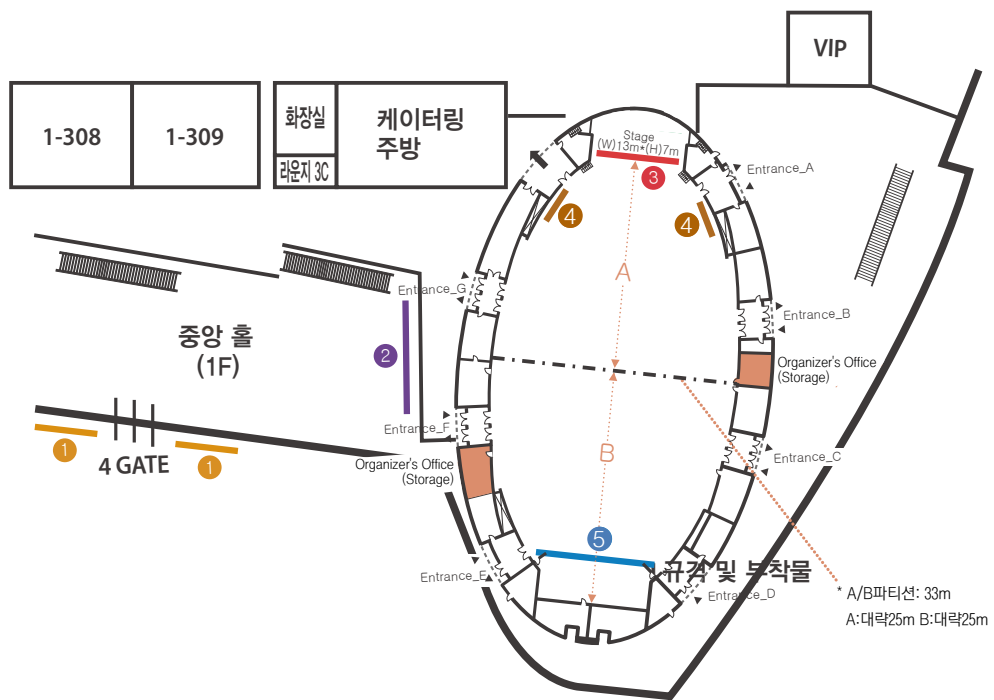 VIP
1-308
1-309
화장실
라운지 3C
케이터링
주방
Stage
(W)13m*(H)7m
3
Entrance_A
4
4
A
Entrance_G
Entrance_B
중앙 홀
(1F)
2
Organizer's Office
(Storage)
Entrance_F
1
4 GATE
1
B
Entrance_C
Organizer's Office
(Storage)
5
규격 및 부착물
Entrance_E
Entrance_D
* A/B파티션: 33m
A:대략25m B:대략25m